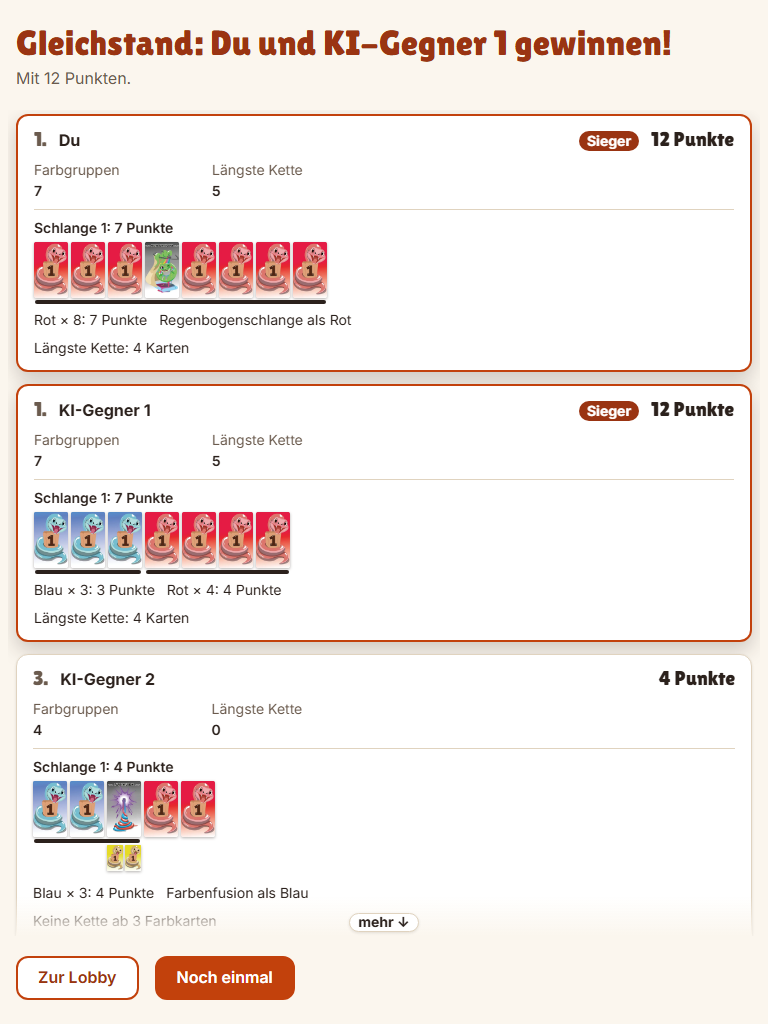 Gleichstand: Du und KI-Gegner 1 gewinnen!
Mit 12 Punkten.
1. Du Sieger 12 Punkte
Farbgruppen Längste Kette
7 5
Schlange 1: 7 Punkte
1 1 1 1 1 1 1
Rot × 8: 7 Punkte Regenbogenschlange als Rot
Längste Kette: 4 Karten
1. KI-Gegner 1 Sieger 12 Punkte
Farbgruppen Längste Kette
7 5
Schlange 1: 7 Punkte
1 1 1 1 1 1 1
Blau × 3: 3 Punkte Rot × 4: 4 Punkte
Längste Kette: 4 Karten
3. KI-Gegner 2 4 Punkte
Farbgruppen Längste Kette
4 0
Schlange 1: 4 Punkte
1 1 1 1
Blau × 3: 4 Punkte Farbenfusion als Blau
Keine Kette ab 3 Farbkarten
mehr ↓
Zur Lobby Noch einmal